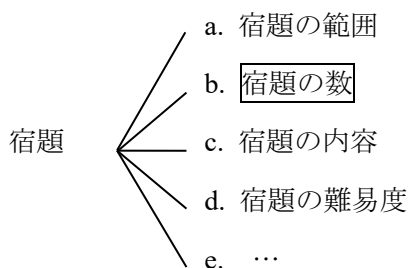 a. 宿題の範囲
b. 宿題の数
宿題
c. 宿題の内容
d. 宿題の難易度
e. …